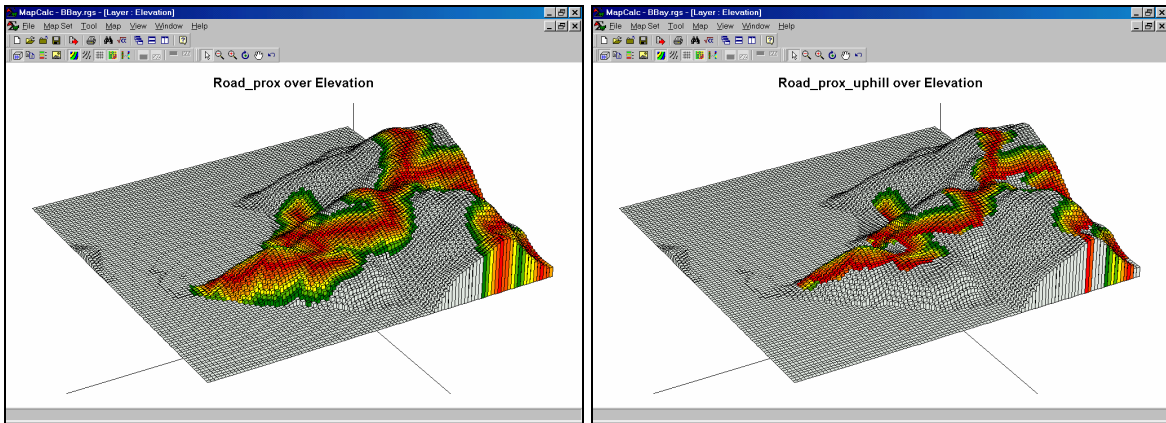 MapCalc - BBay.rgs - [Layer : Elevation]
File Map Set Tool Map View Window Help
Road_prox over Elevation
MapCalc - BBay.rgs - [Layer : Elevation]
File Map Set Tool Map View Window Help
Road_prox_uphill over Elevation